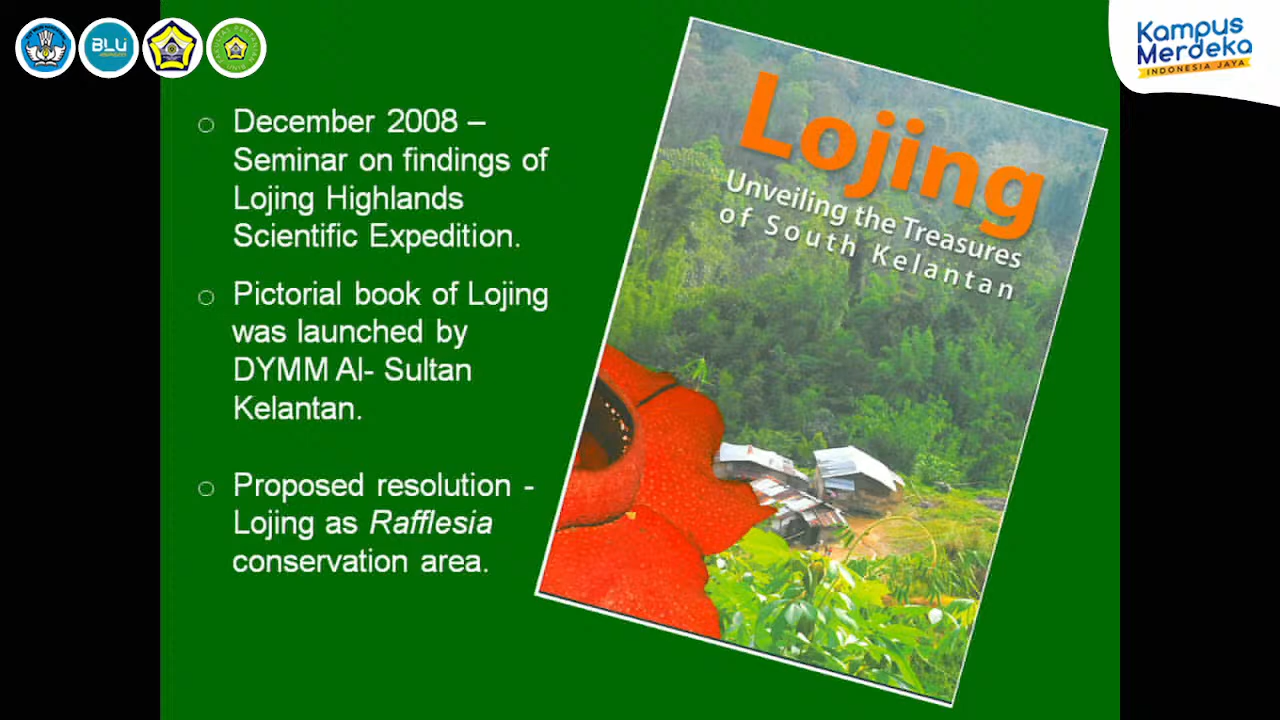 BLU
Kampus
Merdeka
INDONESIA JAYA
December 2008 –
Seminar on findings of
Lojing Highlands
Scientific Expedition.
Pictorial book of Lojing
was launched by
DYMM Al- Sultan
Kelantan.
Proposed resolution -
Lojing as Rafflesia
conservation area.
Lojing
Unveiling the Treasures
of South Kelantan